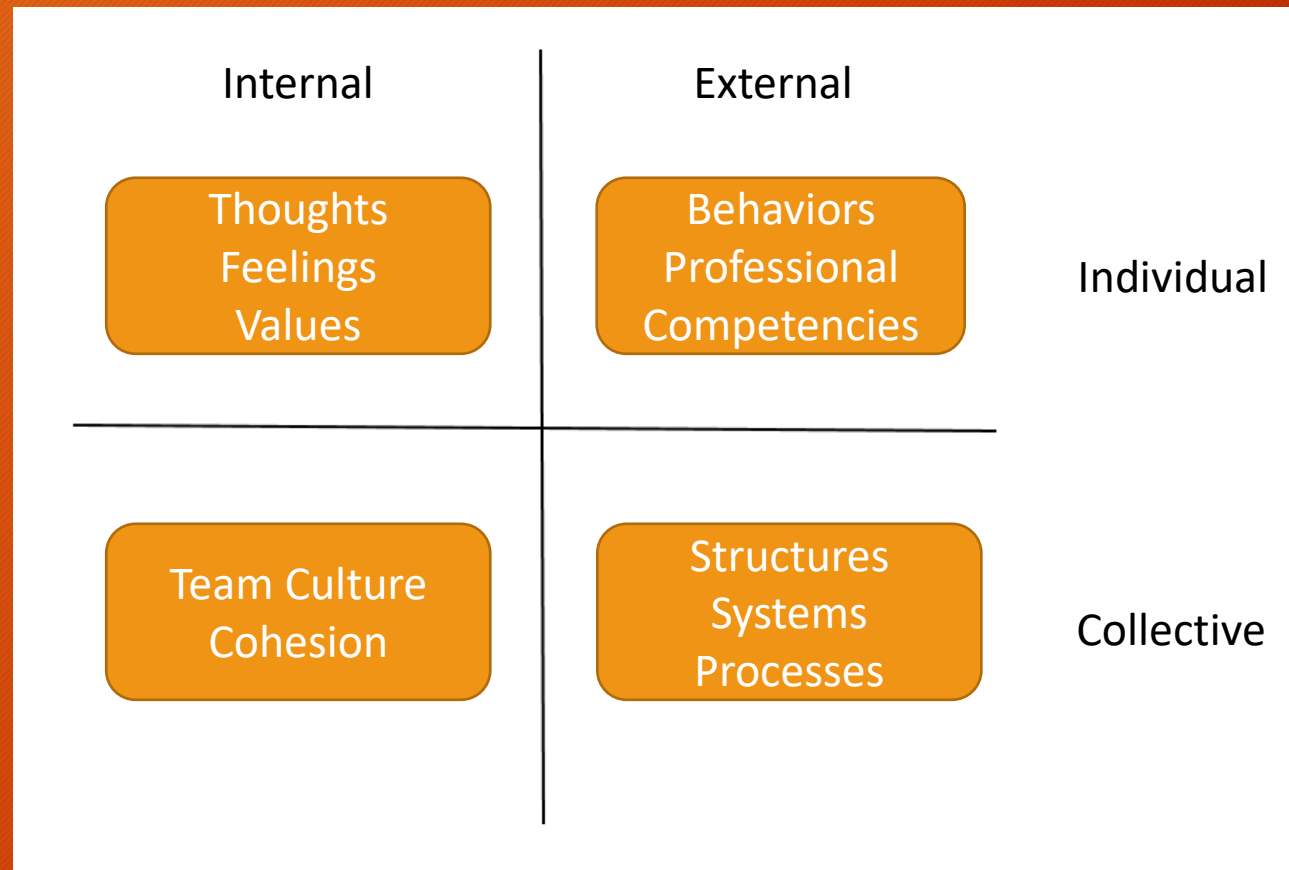 Internal
External
Thoughts
Feelings
Values
Behaviors
Professional
Competencies
Individual
Team Culture
Cohesion
Structures
Systems
Processes
Collective